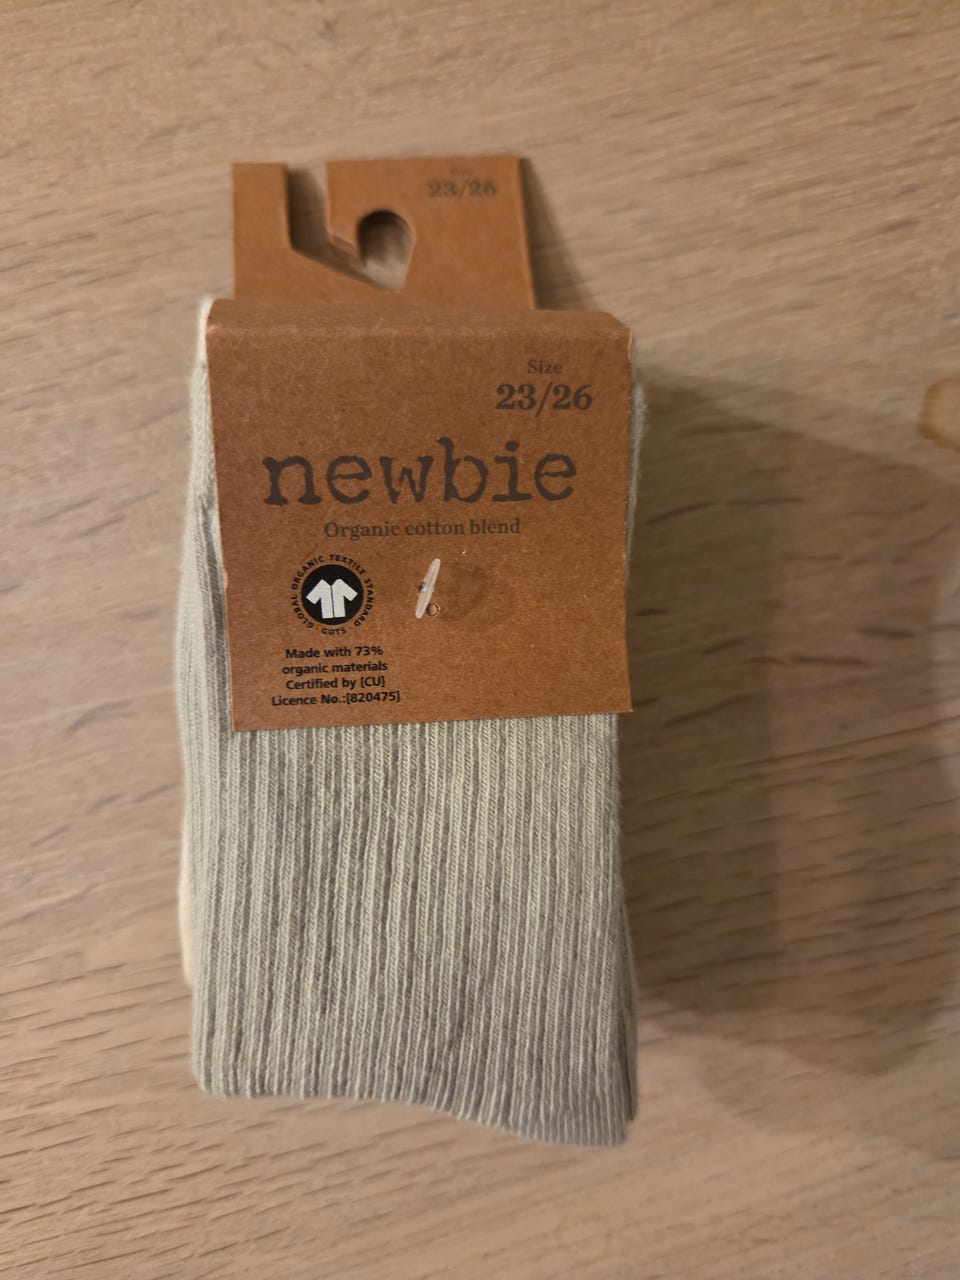 23/26
Size
23/26
newbie
Organic cotton blend
GLOBAL ORGANIC TEXTILE STANDARD · GOTS ·
Made with 73%
organic materials
Certified by [CU]
Licence No.:[820475]